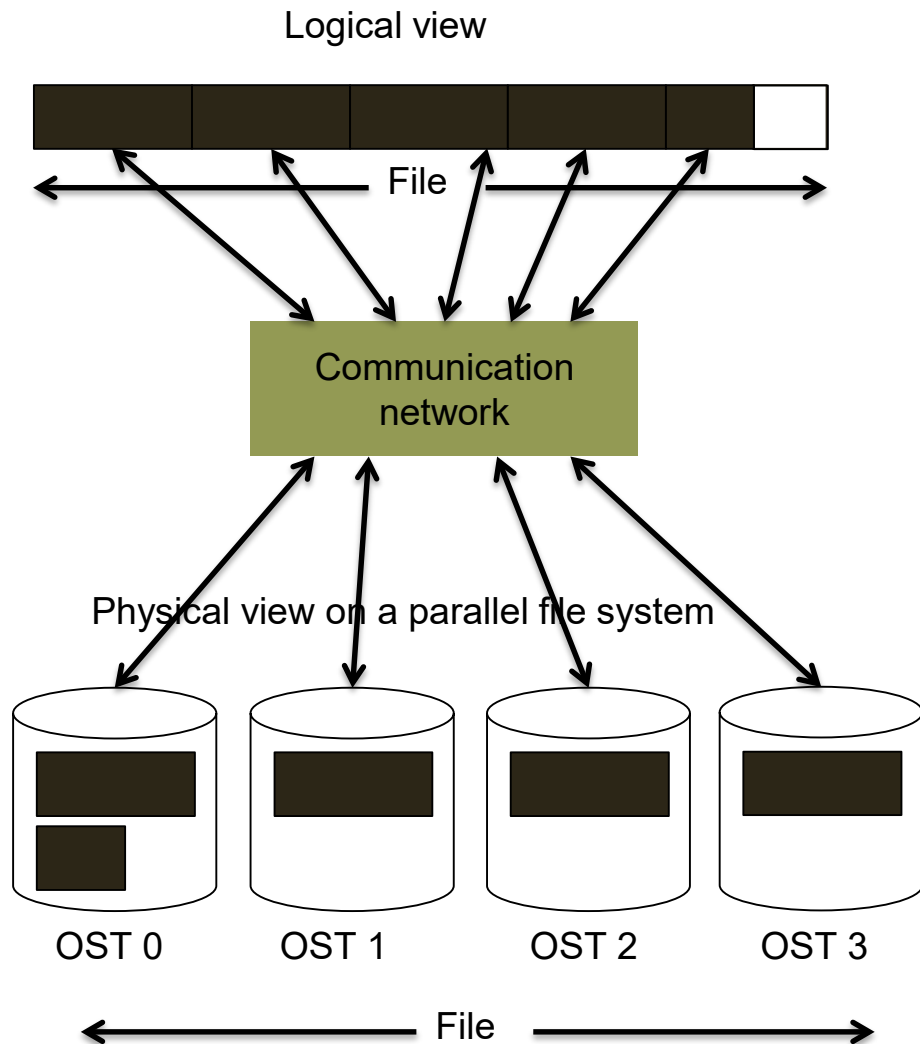 Logical view
File
Communication
network
Physical view on a parallel file system
OST 0
OST 1
OST 2
OST 3
File